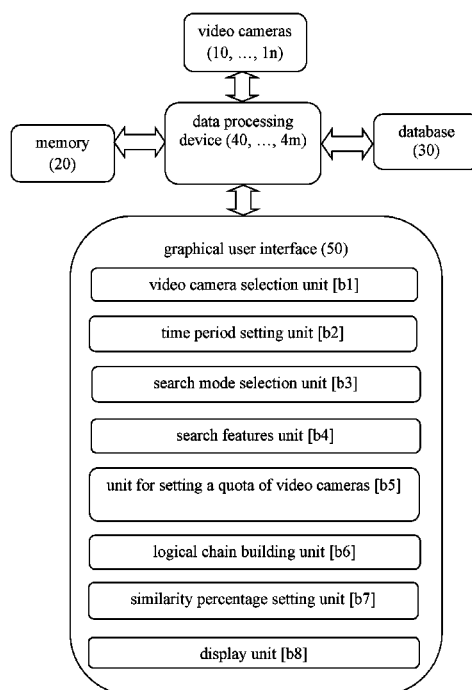 video cameras
(10, ..., 1n)
data processing
device (40, ..., 4m)
memory
(20)
database
(30)
graphical user interface (50)
video camera selection unit [b1]
time period setting unit [b2]
search mode selection unit [b3]
search features unit [b4]
unit for setting a quota of video cameras [b5]
logical chain building unit [b6]
similarity percentage setting unit [b7]
display unit [b8]